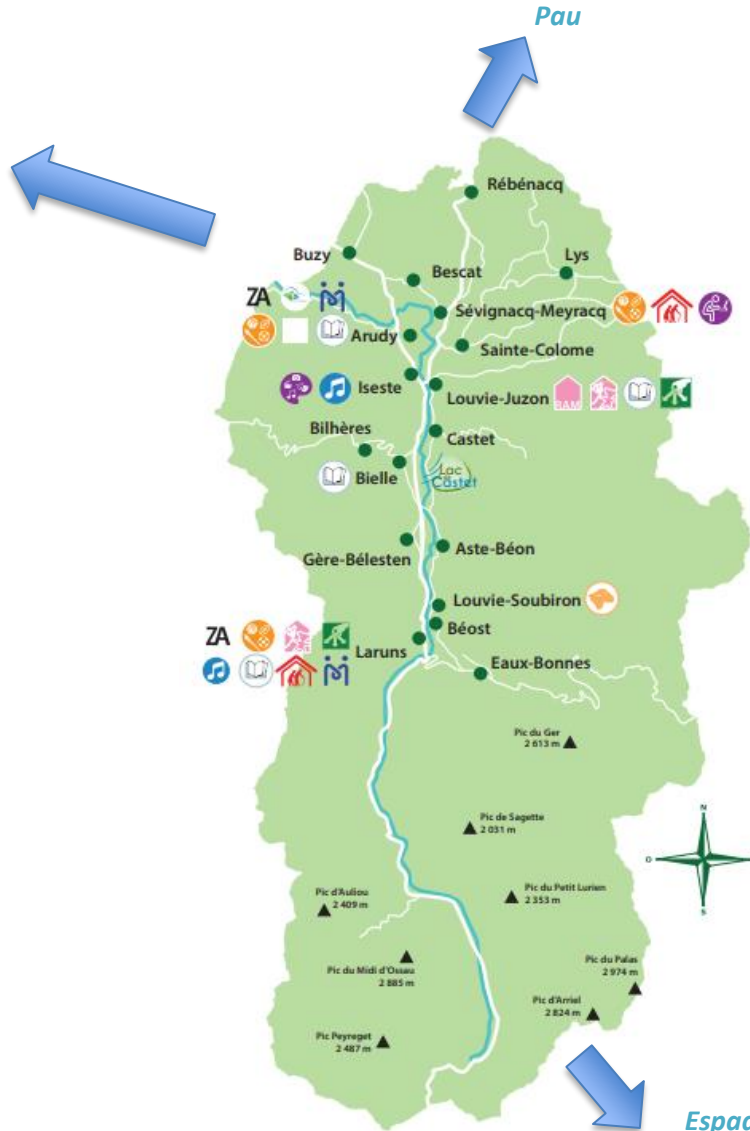 Pau
Rébénacq
Buzy
Lys
Bescat
ZA
Sévignacq-Meyracq
Arudy
Sainte-Colome
Iseste
Louvie-Juzon
Bilhères
Castet
Lac de
Castet
Bielle
Gère-Bélesten
Aste-Béon
Louvie-Soubiron
ZA
Béost
Laruns
Eaux-Bonnes
Pic du Ger
2 613 m
Pic de Sagette
2 031 m
N
O
S
Pic d'Auliou
2 409 m
Pic du Petit Lurien
2 353 m
Pic du Midi d'Ossau
2 885 m
Pic du Palas
2 974 m
Pic d'Arriel
2 824 m
Pic Peyreget
2 487 m